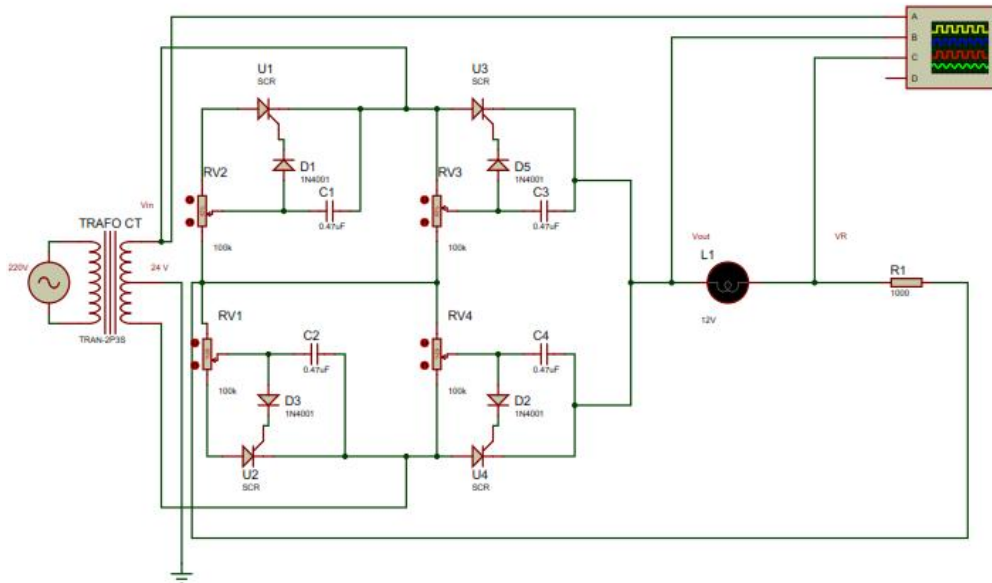 A
B
C
D
U1
SCR
U3
SCR
D1
1N4001
D5
1N4001
RV2
RV3
C1
0.47uF
C3
0.47uF
Vin
TRAFO CT
100k
100k
220V
24 V
Vout
VR
L1
R1
1000
12V
TRAN-2P3S
RV1
RV4
C2
0.47uF
C4
0.47uF
100k
100k
D3
1N4001
D2
1N4001
U2
SCR
U4
SCR